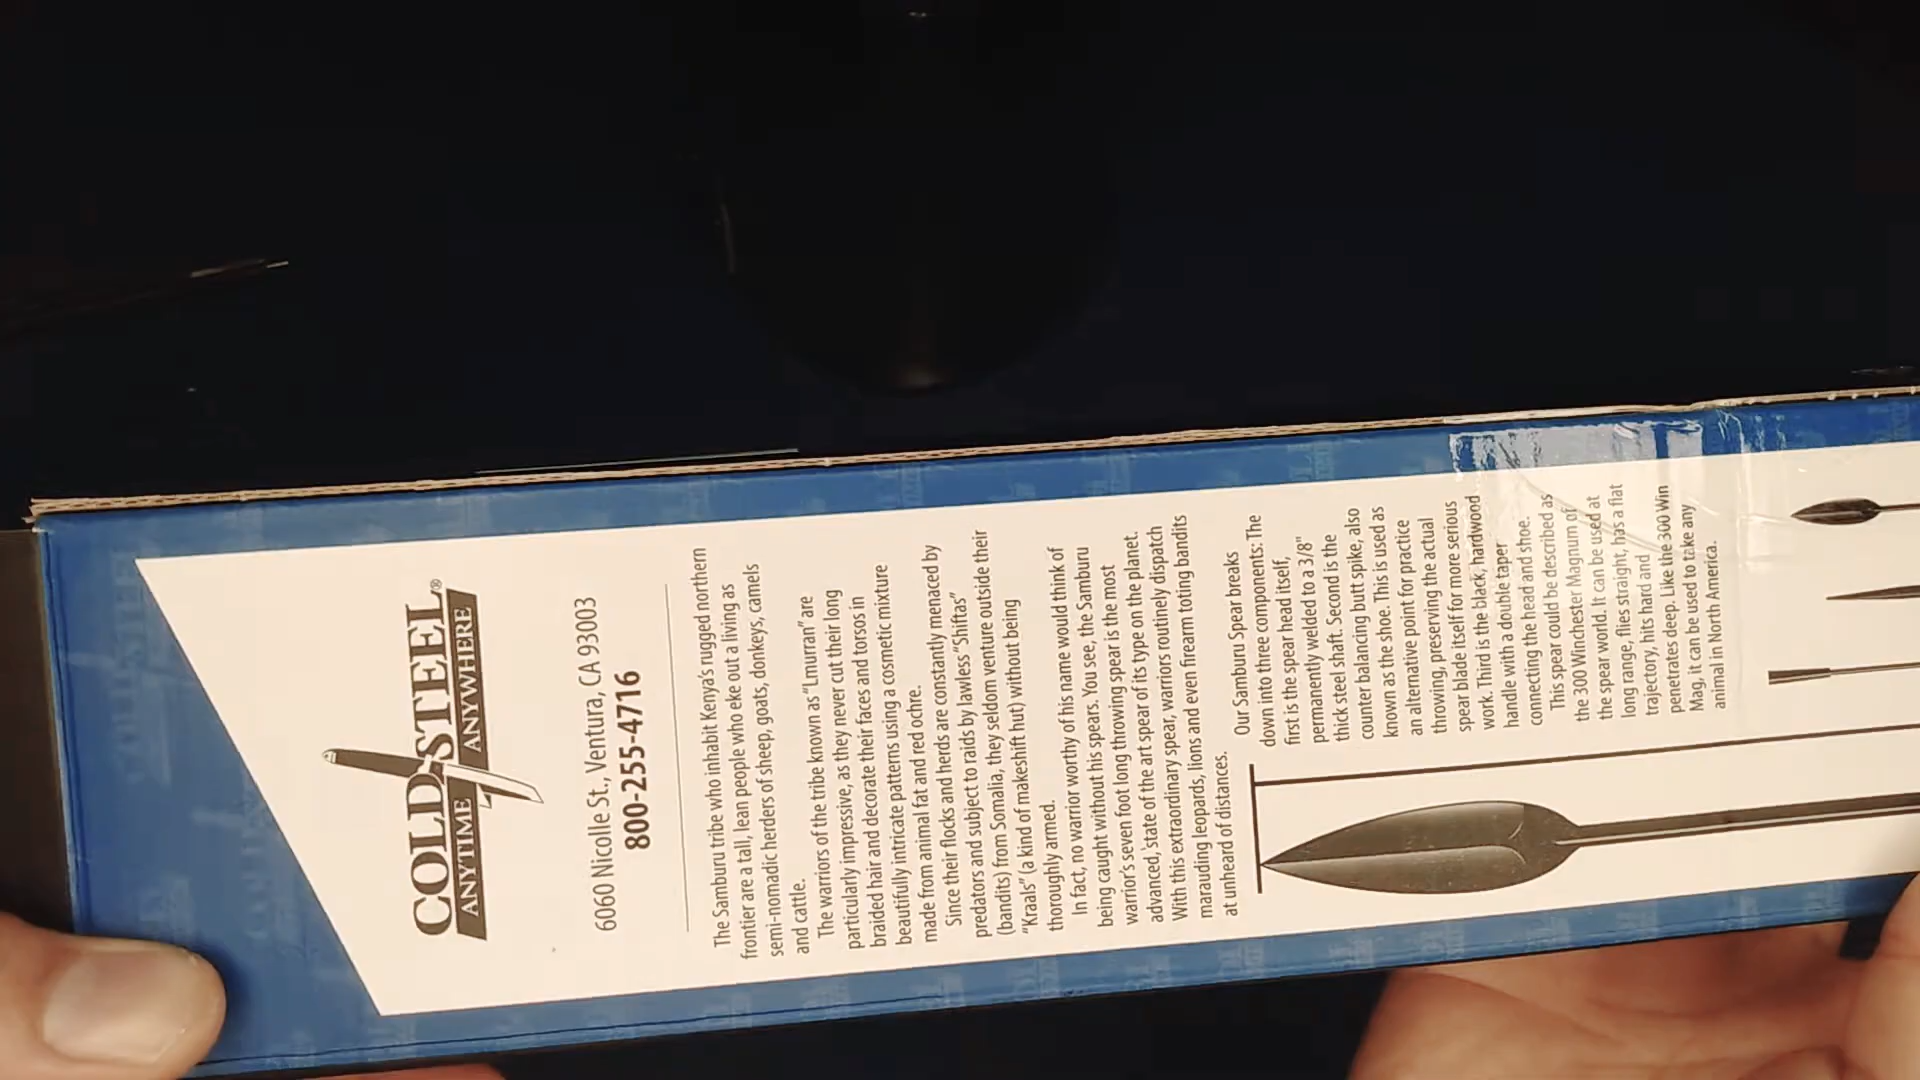 COLD STEEL®
ANYTIME ANYWHERE
6060 Nicolle St., Ventura, CA 93003
800-255-4716
The Samburu tribe who inhabit Kenya's rugged northern
frontier are a tall, lean people who eke out a living as
semi-nomadic herders of sheep, goats, donkeys, camels
and cattle.
The warriors of the tribe known as "Lmurran" are
particularly impressive, as they never cut their long
braided hair and decorate their faces and torsos in
beautifully intricate patterns using a cosmetic mixture
made from animal fat and red ochre.
Since their flocks and herds are constantly menaced by
predators and subject to raids by lawless "Shiftas"
(bandits) from Somalia, they seldom venture outside their
"Kraals" (a kind of makeshift hut) without being
thoroughly armed.
In fact, no warrior worthy of his name would think of
being caught without his spears. You see, the Samburu
warrior's seven foot long throwing spear is the most
advanced, state of the art spear of its type on the planet.
With this extraordinary spear, warriors routinely dispatch
marauding leopards, lions and even firearm toting bandits
at unheard of distances.
Our Samburu Spear breaks
down into three components: The
first is the spear head itself,
permanently welded to a 3/8"
thick steel shaft. Second is the
counter balancing butt spike, also
known as the shoe. This is used as
an alternative point for practice
throwing, preserving the actual
spear blade itself for more serious
work. Third is the black, hardwood
handle with a double taper
connecting the head and shoe.
This spear could be described as
the 300 Winchester Magnum of
the spear world. It can be used at
long range, flies straight, has a flat
trajectory, hits hard and
penetrates deep. Like the 300 Win
Mag, it can be used to take any
animal in North America.